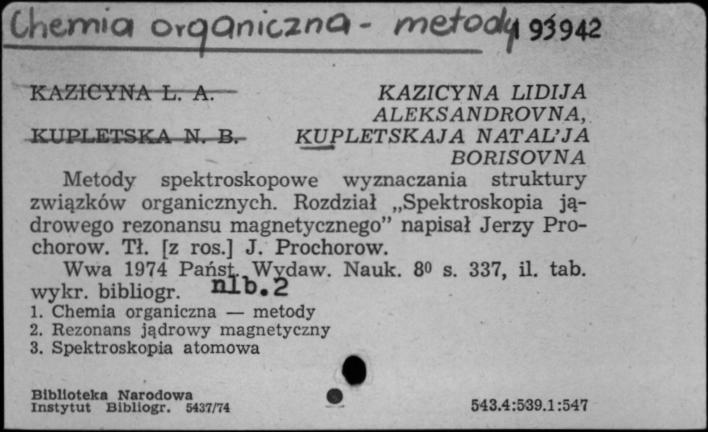 Chemia organiczna - metody 93942
KAZICYNA L. A. KAZICYNA LIDIJA
ALEKSANDROVNA,
KUPLETSKA N. B. KUPLETSKAJA NATAL'JA
BORISOVNA
Metody spektroskopowe wyznaczania struktury
związków organicznych. Rozdział „Spektroskopia ją-
drowego rezonansu magnetycznego” napisał Jerzy Pro-
chorow. Tł. [z ros.] J. Prochorow.
Wwa 1974 Państ. Wydaw. Nauk. 8⁰ s. 337, il. tab.
wykr. bibliogr. nlb.2
1. Chemia organiczna — metody
2. Rezonans jądrowy magnetyczny
3. Spektroskopia atomowa
Biblioteka Narodowa
Instytut Bibliogr. 5437/74 543.4:539.1:547